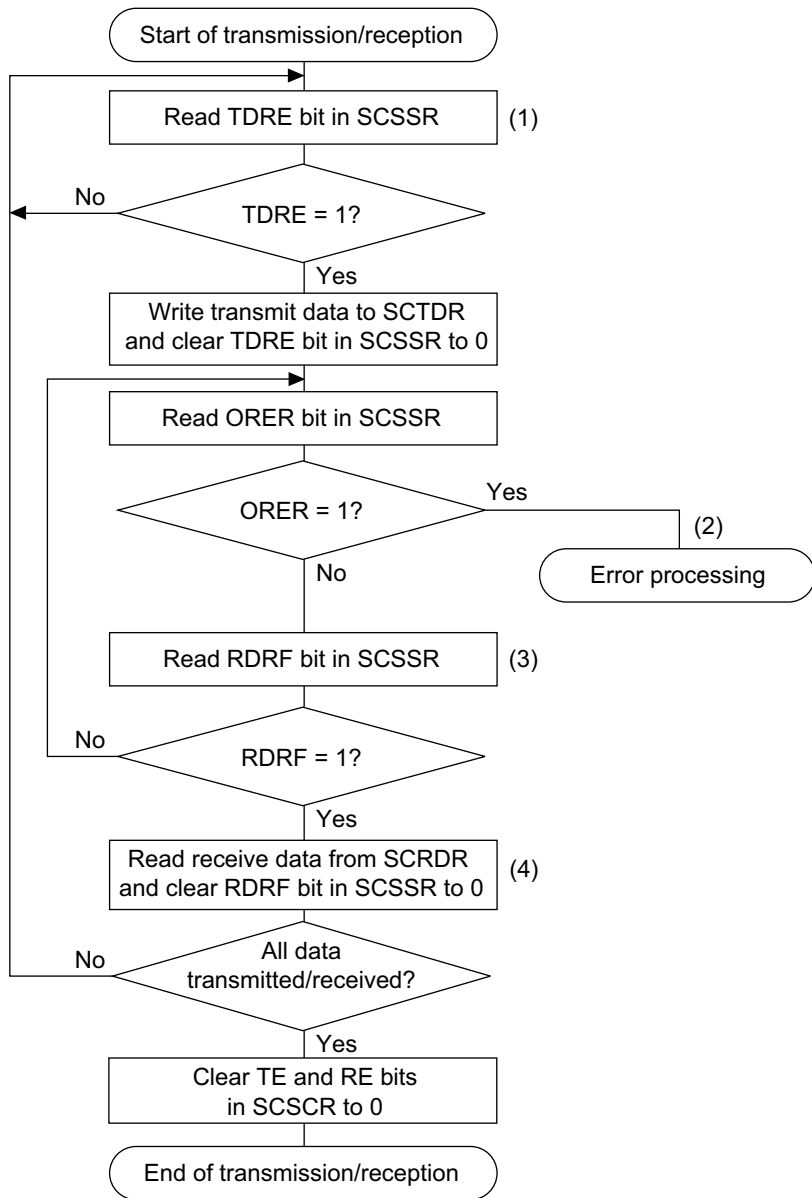 Start of transmission/reception
Read TDRE bit in SCSSR
(1)
No
TDRE = 1?
Yes
Write transmit data to SCTDR
and clear TDRE bit in SCSSR to 0
Read ORER bit in SCSSR
ORER = 1?
Yes
(2)
Error processing
No
Read RDRF bit in SCSSR
(3)
No
RDRF = 1?
Yes
Read receive data from SCRDR
and clear RDRF bit in SCSSR to 0
(4)
No
All data
transmitted/received?
Yes
Clear TE and RE bits
in SCSCR to 0
End of transmission/reception